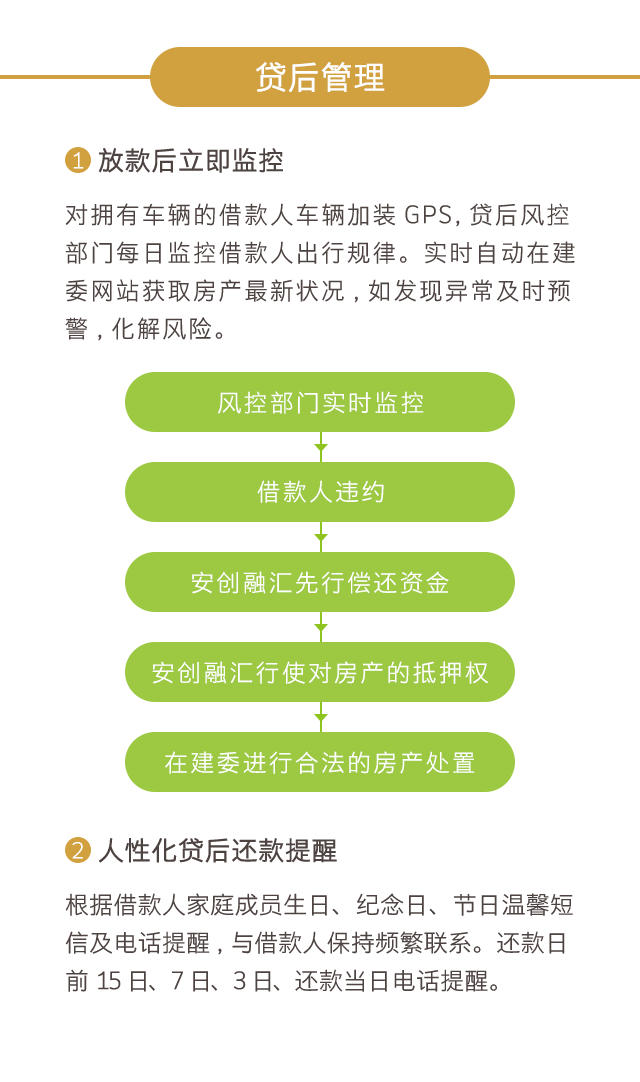 贷后管理
1 放款后立即监控
对拥有车辆的借款人车辆加装 GPS, 贷后风控
部门每日监控借款人出行规律。实时自动在建
委网站获取房产最新状况 , 如发现异常及时预
警 , 化解风险。
风控部门实时监控
借款人违约
安创融汇先行偿还资金
安创融汇行使对房产的抵押权
在建委进行合法的房产处置
2 人性化贷后还款提醒
根据借款人家庭成员生日、纪念日、节日温馨短
信及电话提醒 , 与借款人保持频繁联系。还款日
前 15 日、7 日、3 日、还款当日电话提醒。